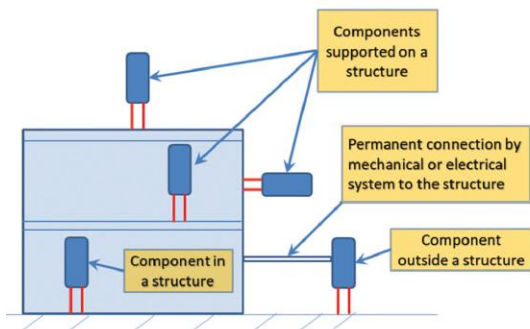 Components
supported on a
structure
Permanent connection by
mechanical or electrical
system to the structure
Component in
a structure
Component
outside a structure